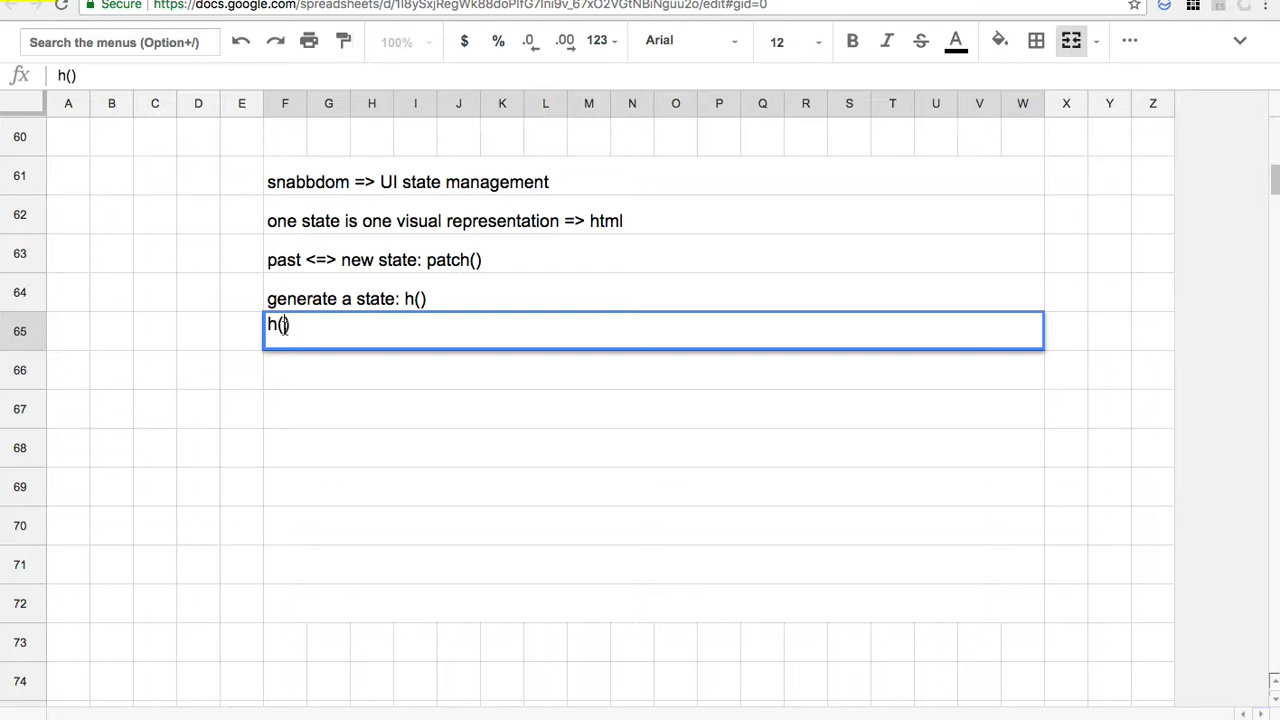 Secure
https://docs.google.com/spreadsheets/d/1I8ySxjRegWk88doPlfG7Ini9v_67xO2VGtNBiNguu2o/edit#gid=0
Search the menus (Option+/)
100%
$ % .0 .00 123
Arial
12
B I S A
fx h()
A B C D E F G H I J K L M N O P Q R S T U V W X Y Z
60
61 snabbdom => UI state management
62 one state is one visual representation => html
63 past <=> new state: patch()
64 generate a state: h()
65 h()
66
67
68
69
70
71
72
73
74